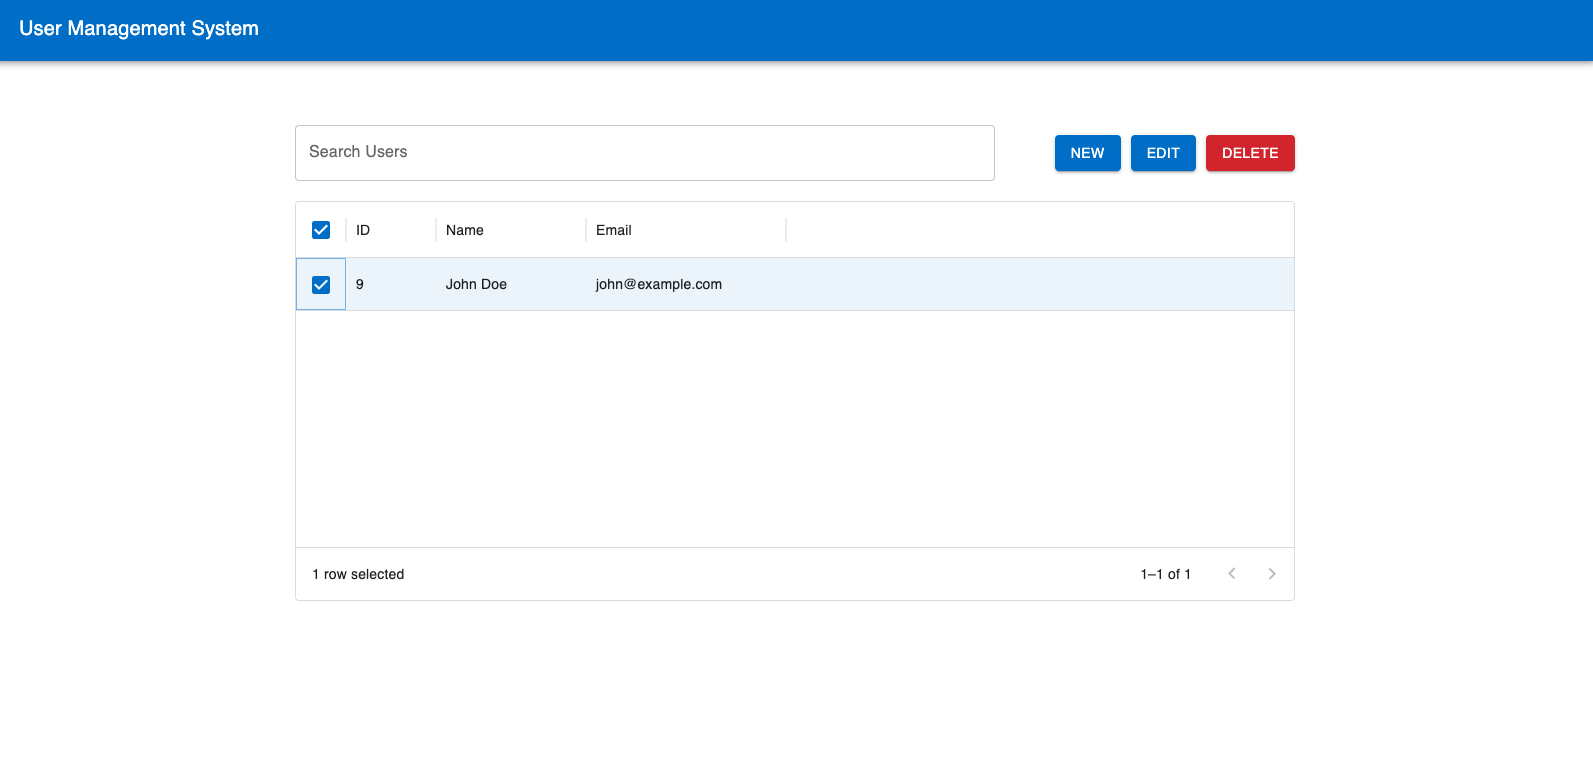 User Management System
Search Users
NEW EDIT DELETE
ID Name Email
9 John Doe john@example.com
1 row selected 1–1 of 1